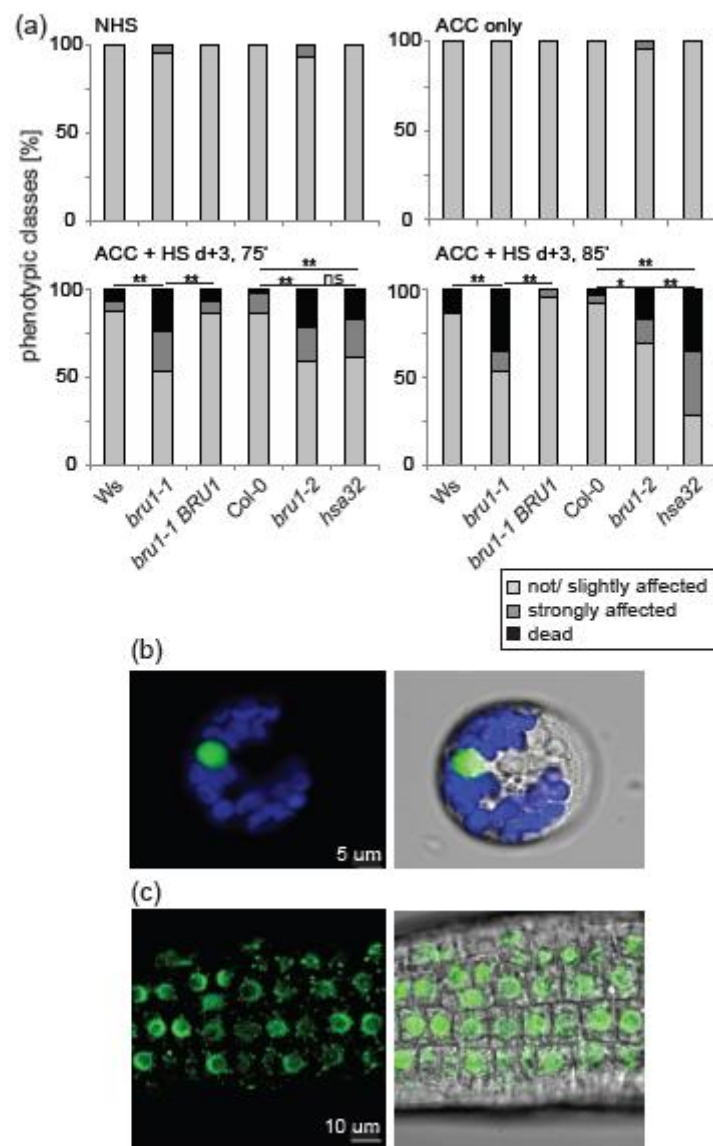 (a)
NHS
ACC only
100
50
0
100
50
0
phenotypic classes [%]
ACC + HS d+3, 75'
**
** ** ** ns
ACC + HS d+3, 85'
**
** ** * **
100
50
0
100
50
0
Ws
bru1-1
bru1-1 BRU1
Col-0
bru1-2
hsa32
Ws
bru1-1
bru1-1 BRU1
Col-0
bru1-2
hsa32
not/ slightly affected
strongly affected
dead
(b)
5 um
(c)
10 um